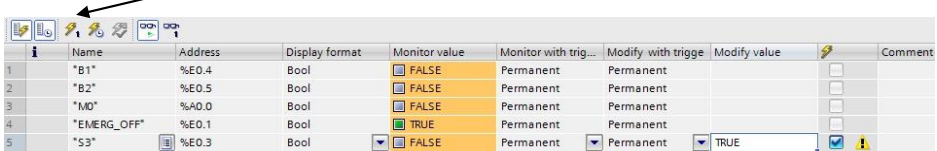 i Name Address Display format Monitor value Monitor with trig... Modify with trigge Modify value Comment
1 "B1" %E0.4 Bool FALSE Permanent Permanent
2 "B2" %E0.5 Bool FALSE Permanent Permanent
3 "M0" %A0.0 Bool FALSE Permanent Permanent
4 "EMERG_OFF" %E0.1 Bool TRUE Permanent Permanent
5 "S3" %E0.3 Bool FALSE Permanent Permanent TRUE